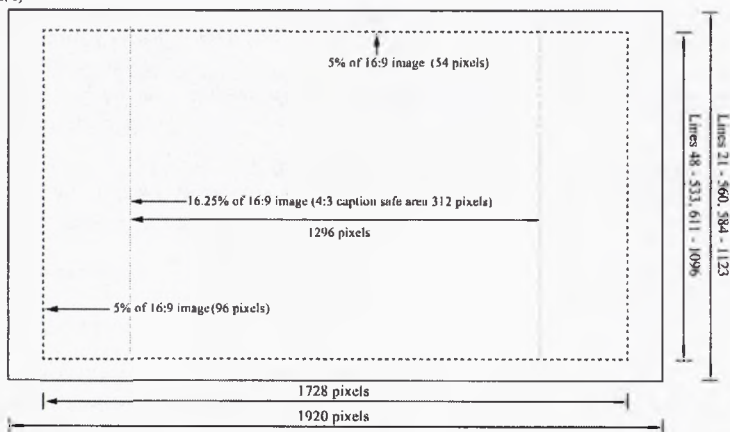 5% of 16:9 image (54 pixels)
16.25% of 16:9 image (4:3 caption safe area 312 pixels)
1296 pixels
5% of 16:9 image (96 pixels)
1728 pixels
1920 pixels
Lines 48 - 533, 611 - 1096
Lines 21 - 560, 584 - 1123